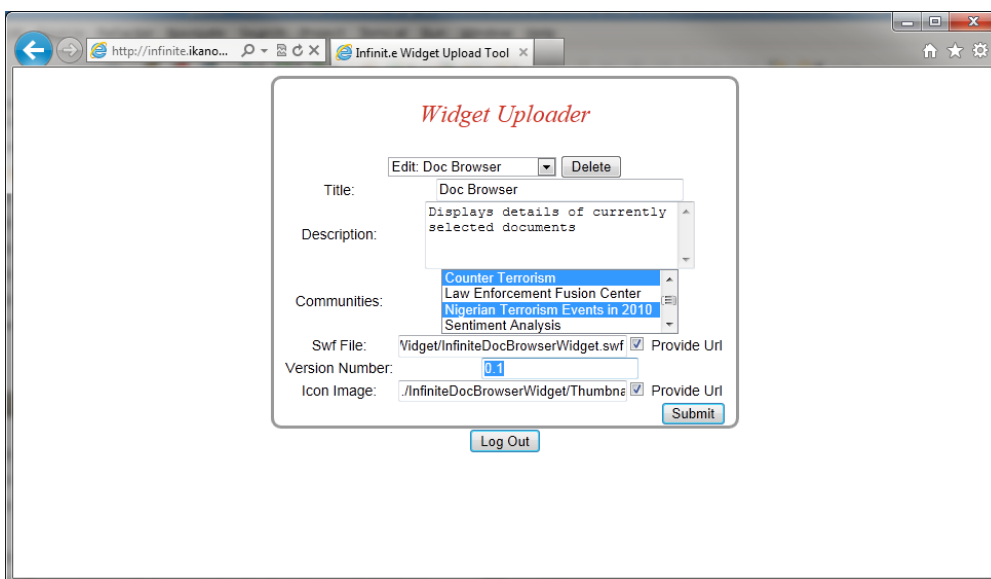 http://infinite.ikano...
Infinit.e Widget Upload Tool
Widget Uploader
Edit: Doc Browser
Delete
Title:
Doc Browser
Description:
Displays details of currently
selected documents
Communities:
Counter Terrorism
Law Enforcement Fusion Center
Nigerian Terrorism Events in 2010
Sentiment Analysis
Swf File:
Widget/InfiniteDocBrowserWidget.swf
Provide Url
Version Number:
0.1
Icon Image:
./InfiniteDocBrowserWidget/Thumbna
Provide Url
Submit
Log Out